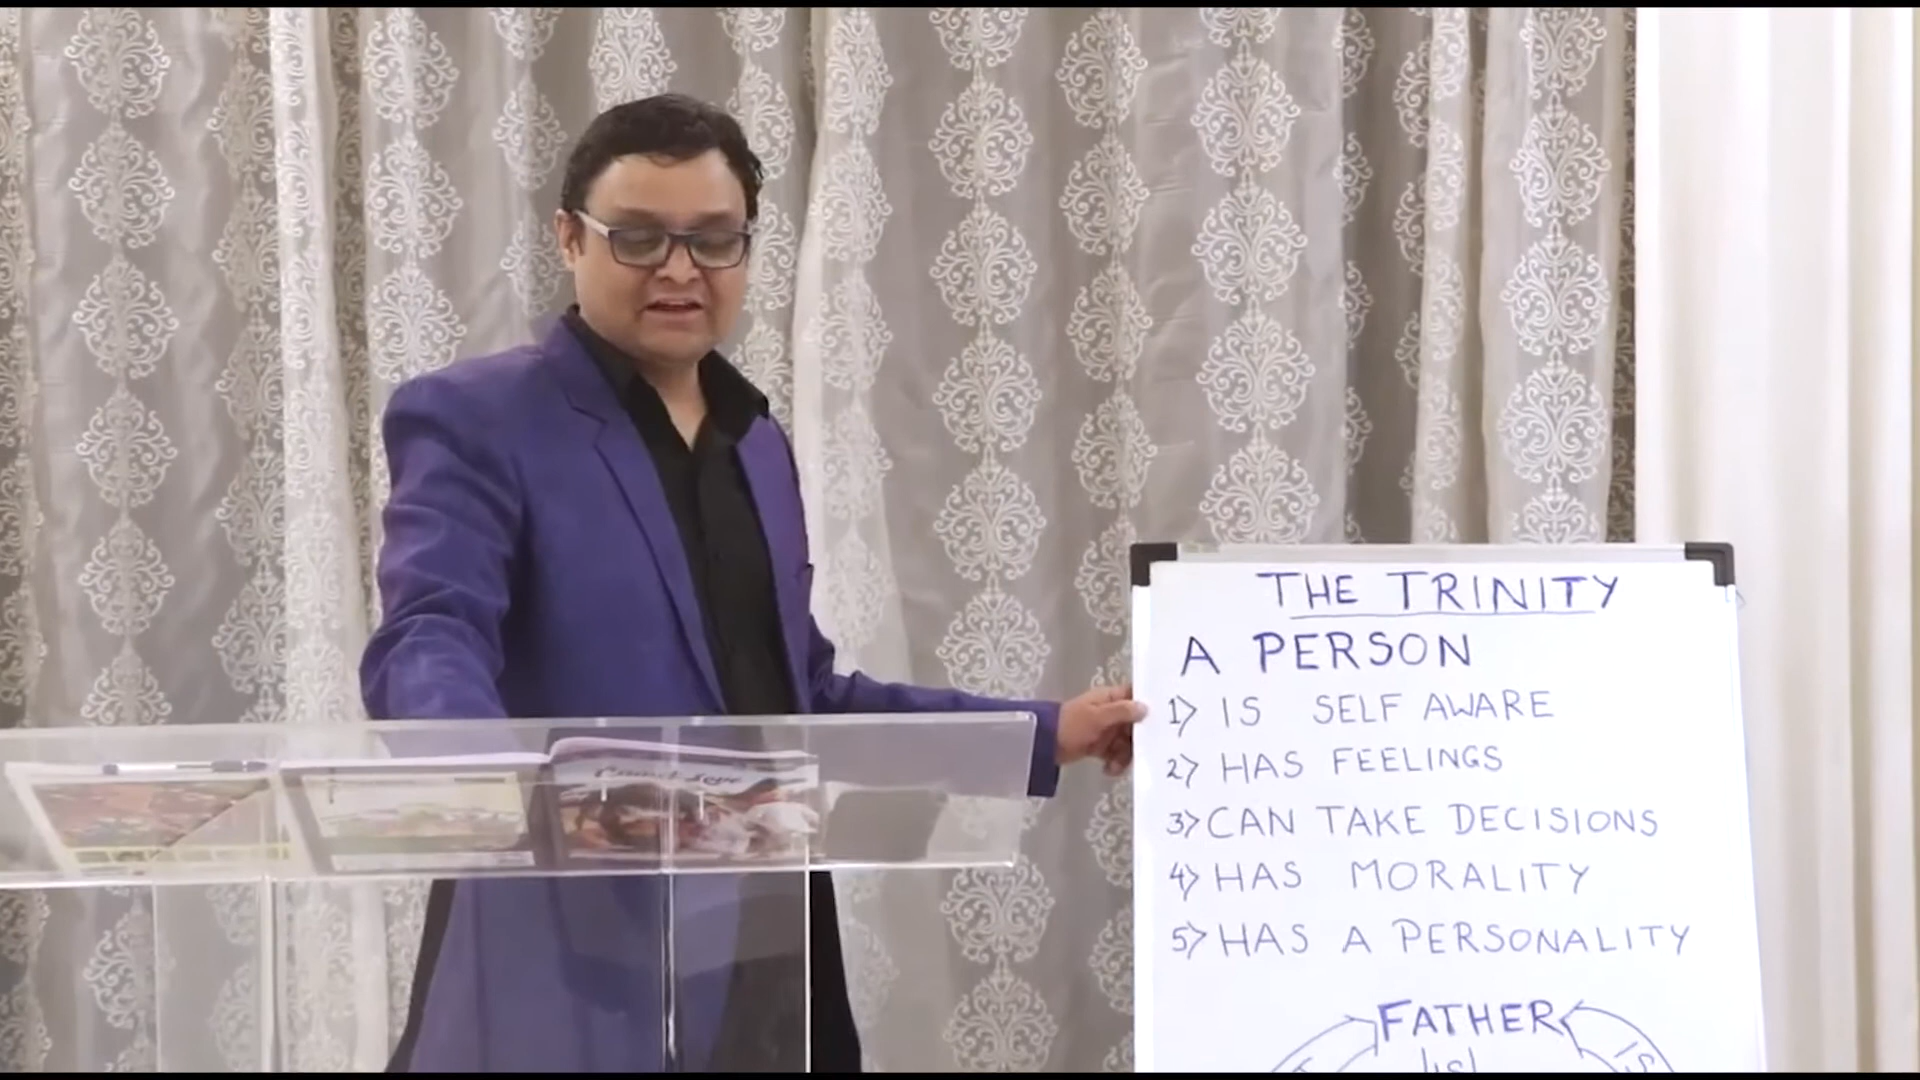 THE TRINITY
A PERSON
1> IS SELF AWARE
2> HAS FEELINGS
3> CAN TAKE DECISIONS
4> HAS MORALITY
5> HAS A PERSONALITY
FATHER
IS